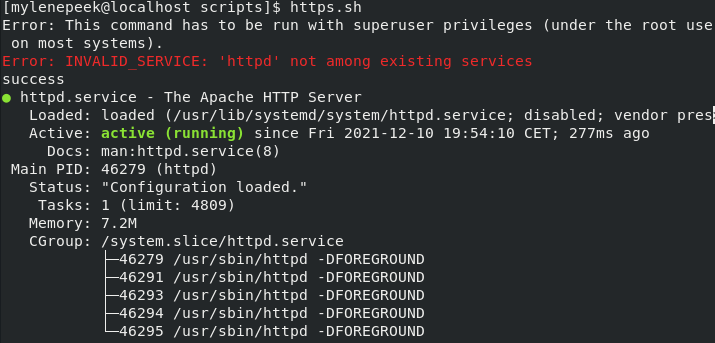 [mylenepeek@localhost scripts]$ https.sh
Error: This command has to be run with superuser privileges (under the root use
 on most systems).
Error: INVALID_SERVICE: 'httpd' not among existing services
success
● httpd.service - The Apache HTTP Server
   Loaded: loaded (/usr/lib/systemd/system/httpd.service; disabled; vendor pres
   Active: active (running) since Fri 2021-12-10 19:54:10 CET; 277ms ago
     Docs: man:httpd.service(8)
 Main PID: 46279 (httpd)
   Status: "Configuration loaded."
    Tasks: 1 (limit: 4809)
   Memory: 7.2M
   CGroup: /system.slice/httpd.service
           ├─46279 /usr/sbin/httpd -DFOREGROUND
           ├─46291 /usr/sbin/httpd -DFOREGROUND
           ├─46293 /usr/sbin/httpd -DFOREGROUND
           ├─46294 /usr/sbin/httpd -DFOREGROUND
           └─46295 /usr/sbin/httpd -DFOREGROUND